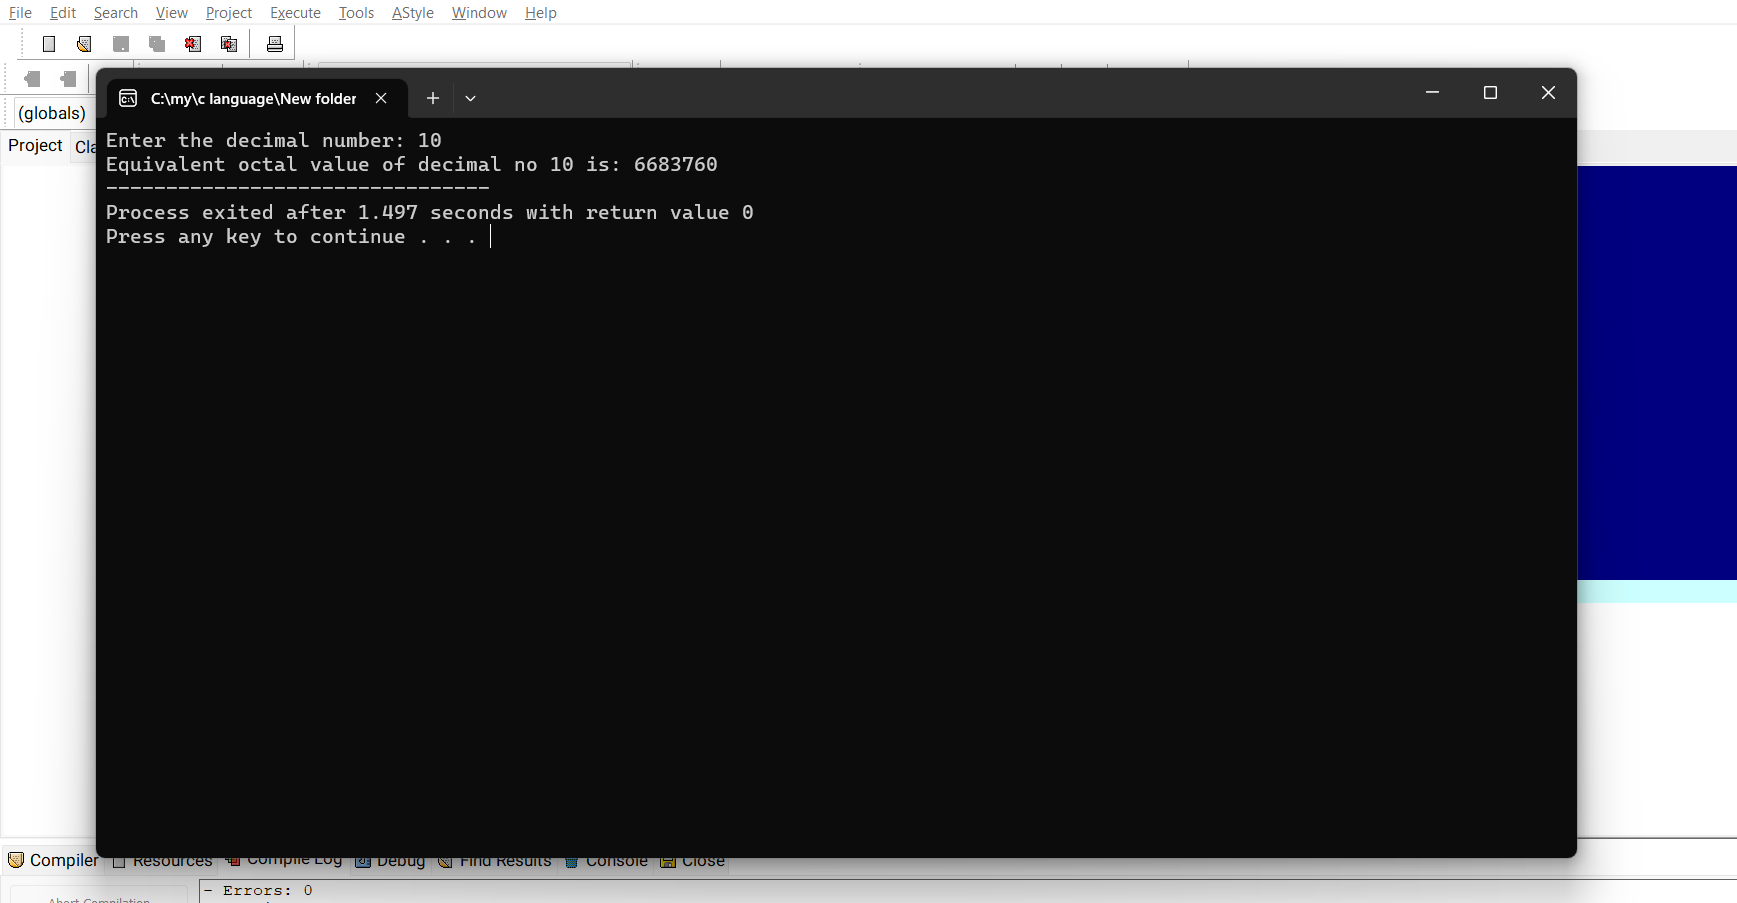 File Edit Search View Project Execute Tools AStyle Window Help
C:\my\c language\New folder
(globals)
Project Cla
Enter the decimal number: 10
Equivalent octal value of decimal no 10 is: 6683760
--------------------------------
Process exited after 1.497 seconds with return value 0
Press any key to continue . . .
Compiler Resources Compile Log Debug Find Results Console Close
Abort Compilation
- Errors: 0